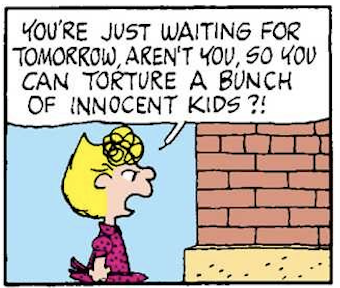 YOU'RE JUST WAITING FOR
TOMORROW, AREN'T YOU, SO YOU
CAN TORTURE A BUNCH
OF INNOCENT KIDS?!